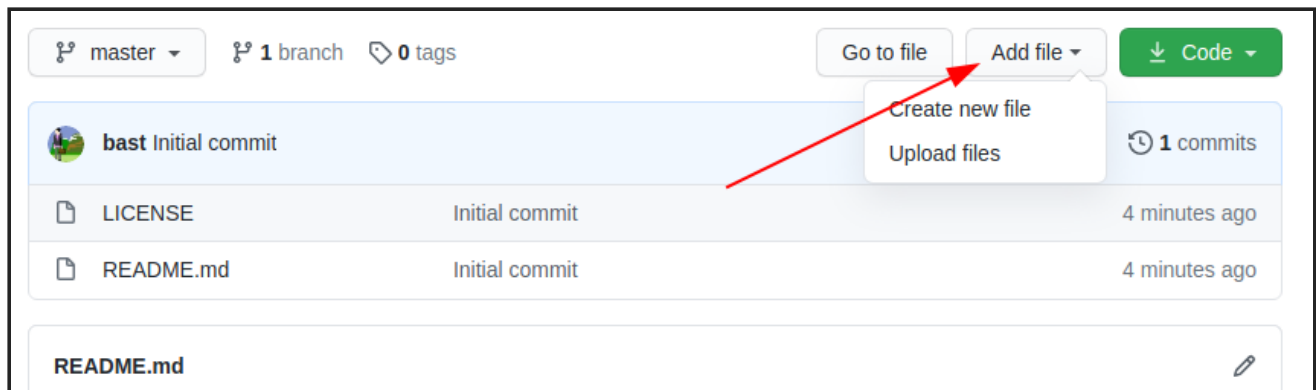 master 1 branch 0 tags Go to file Add file Code
Create new file
bast Initial commit 1 commits
Upload files
LICENSE Initial commit 4 minutes ago
README.md Initial commit 4 minutes ago
README.md